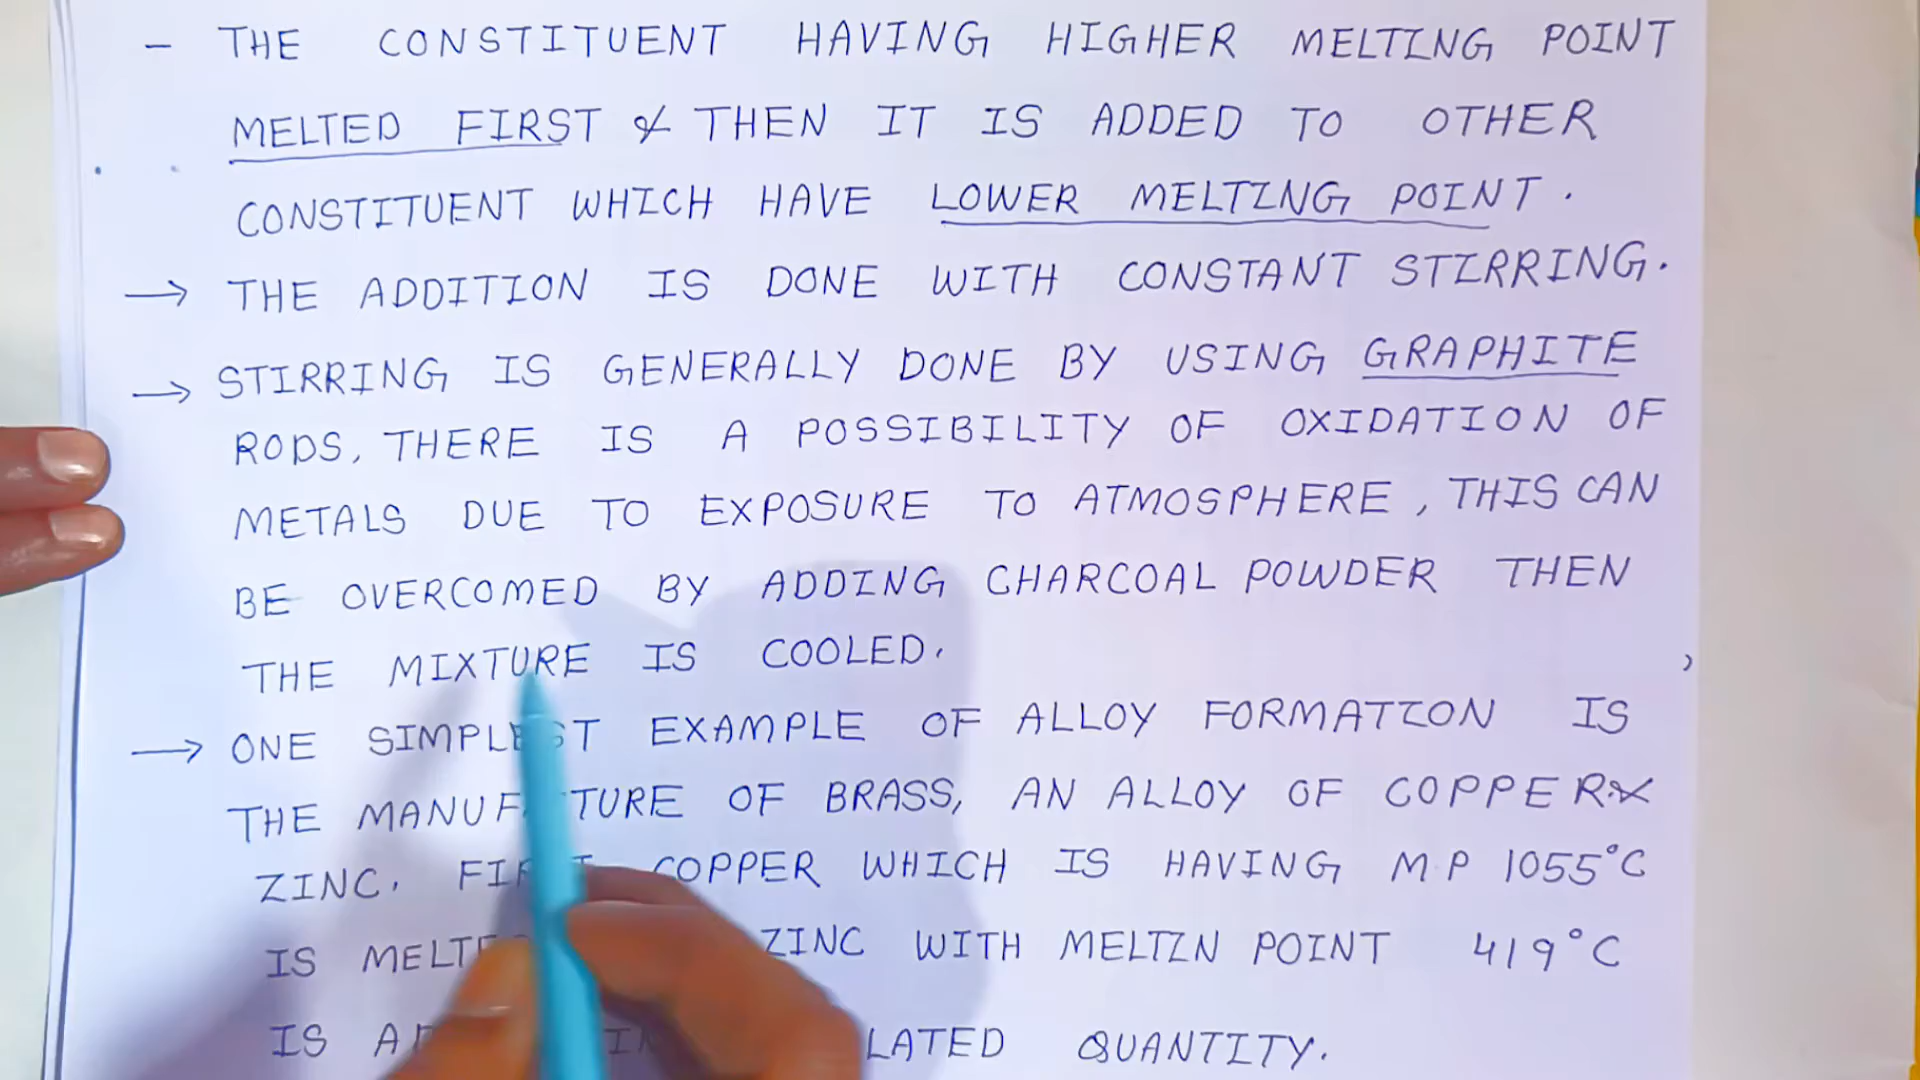 - THE CONSTITUENT HAVING HIGHER MELTING POINT
MELTED FIRST & THEN IT IS ADDED TO OTHER
CONSTITUENT WHICH HAVE LOWER MELTING POINT.
→ THE ADDITION IS DONE WITH CONSTANT STIRRING.
→ STIRRING IS GENERALLY DONE BY USING GRAPHITE
RODS, THERE IS A POSSIBILITY OF OXIDATION OF
METALS DUE TO EXPOSURE TO ATMOSPHERE, THIS CAN
BE OVERCOMED BY ADDING CHARCOAL POWDER THEN
THE MIXTURE IS COOLED.
→ ONE SIMPLEST EXAMPLE OF ALLOY FORMATION IS
THE MANUFACTURE OF BRASS, AN ALLOY OF COPPER &
ZINC. FIRST COPPER WHICH IS HAVING M.P 1055°C
IS ZINC WITH MELTIN POINT 419°C
IS QUANTITY.